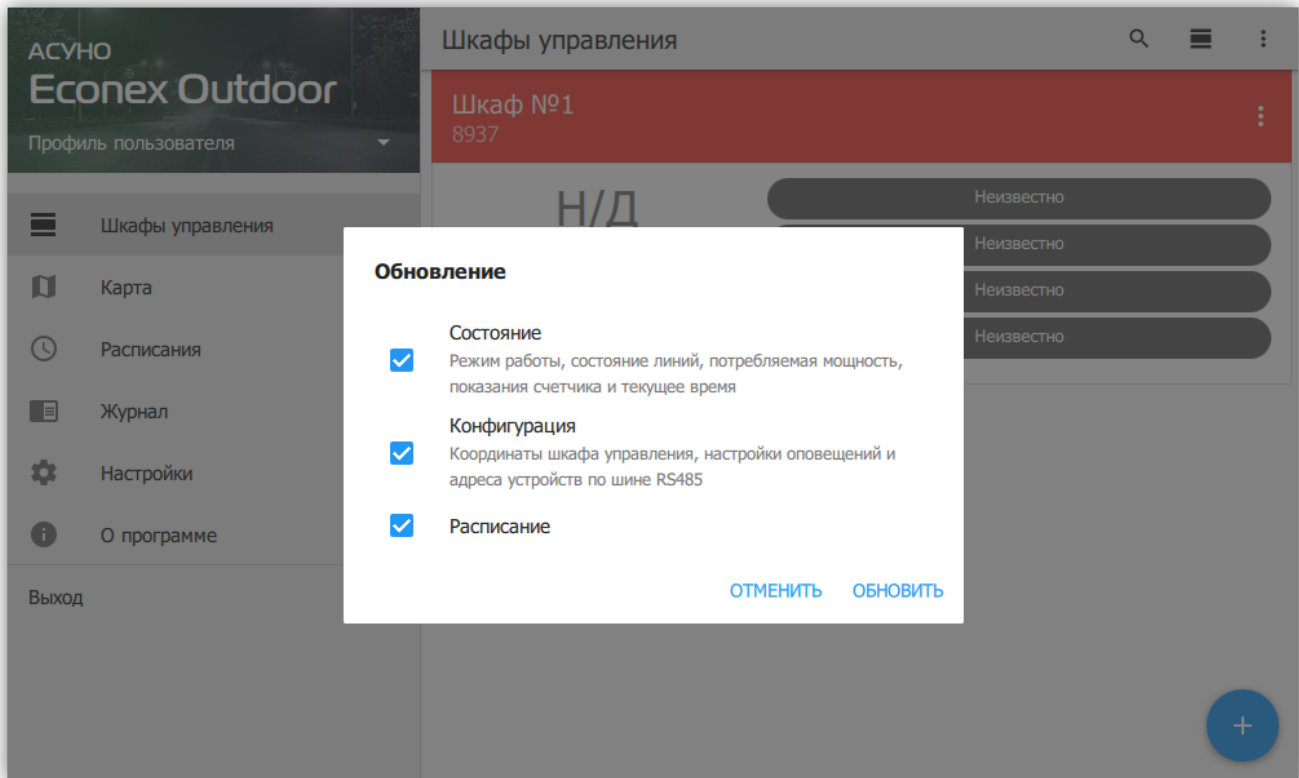 АСУНО
Econex Outdoor
Профиль пользователя
Шкафы управления
Карта
Расписания
Журнал
Настройки
О программе
Выход
Шкафы управления
Шкаф №1
8937
Н/Д
Неизвестно
Неизвестно
Неизвестно
Неизвестно
Обновление
Состояние
Режим работы, состояние линий, потребляемая мощность,
показания счетчика и текущее время
Конфигурация
Координаты шкафа управления, настройки оповещений и
адреса устройств по шине RS485
Расписание
ОТМЕНИТЬ ОБНОВИТЬ